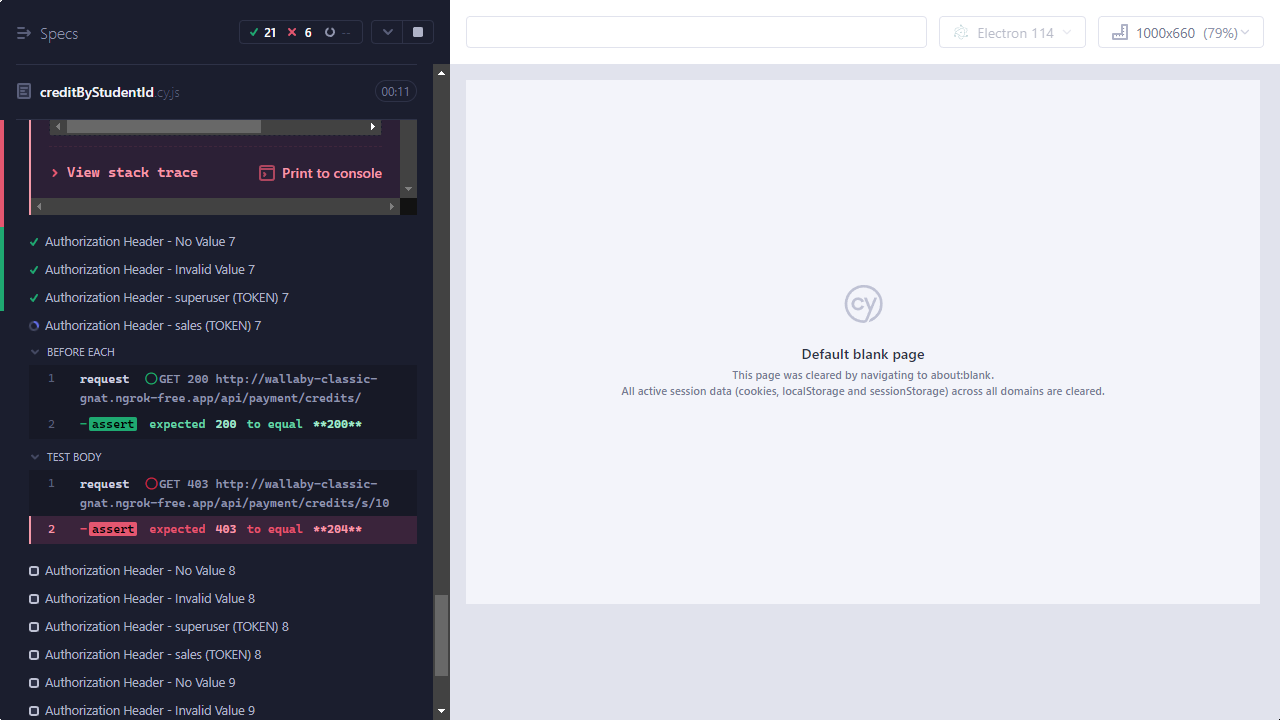 Specs
21 6 --
Electron 114
1000x660 (79%)
creditByStudentId.cy.js
00:11
View stack trace
Print to console
Authorization Header - No Value 7
Authorization Header - Invalid Value 7
Authorization Header - superuser (TOKEN) 7
Authorization Header - sales (TOKEN) 7
BEFORE EACH
1 request GET 200 http://wallaby-classic-
gnat.ngrok-free.app/api/payment/credits/
2 -assert expected 200 to equal **200**
TEST BODY
1 request GET 403 http://wallaby-classic-
gnat.ngrok-free.app/api/payment/credits/s/10
2 -assert expected 403 to equal **204**
Authorization Header - No Value 8
Authorization Header - Invalid Value 8
Authorization Header - superuser (TOKEN) 8
Authorization Header - sales (TOKEN) 8
Authorization Header - No Value 9
Authorization Header - Invalid Value 9
cy
Default blank page
This page was cleared by navigating to about:blank.
All active session data (cookies, localStorage and sessionStorage) across all domains are cleared.